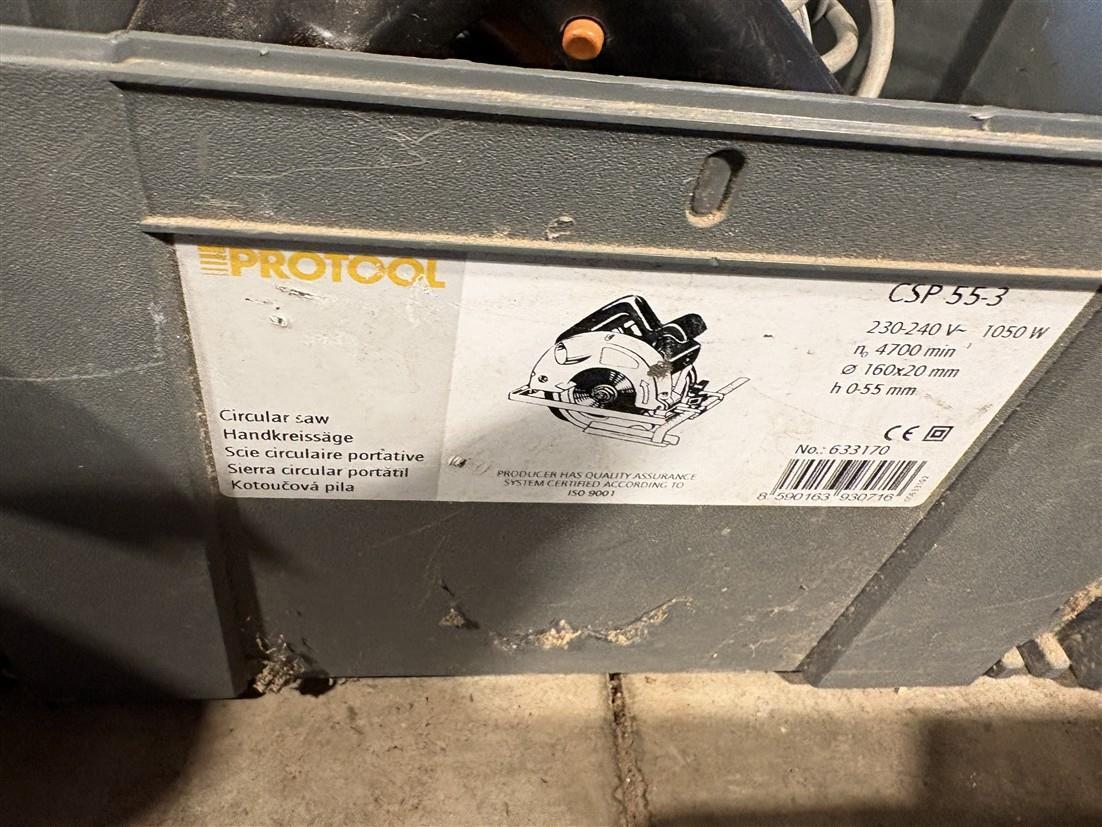 PROTOOL
CSP 55-3
230-240 V~ 1050 W
n₀ 4700 min⁻¹
Ø 160x20 mm
h 0-55 mm
Circular saw
Handkreissäge
Scie circulaire portative
Sierra circular portátil
Kotoučová pila
PRODUCER HAS QUALITY ASSURANCE
SYSTEM CERTIFIED ACCORDING TO
ISO 9001
CE
No.: 633170
8 590163 930716